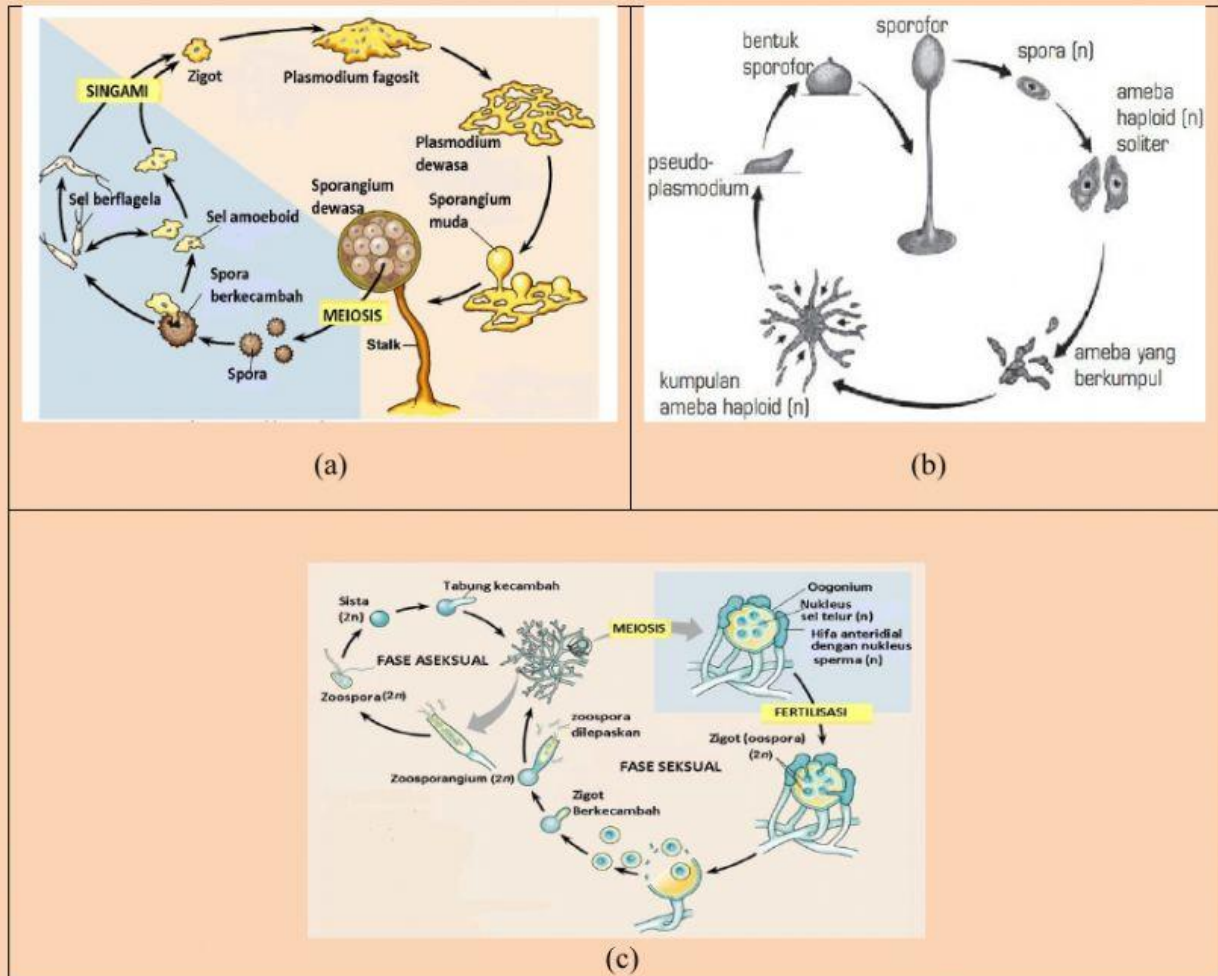 Zigot
Plasmodium fagosit
SINGAMI
Plasmodium
dewasa
Sel berflagela
Sel amoeboid
Sporangium
dewasa
Sporangium
muda
Spora
berkecambah
MEIOSIS
Stalk
Spora
(a)
sporofor
bentuk
sporofor
spora (n)
ameba
haploid (n)
soliter
pseudo-
plasmodium
kumpulan
ameba haploid (n)
ameba yang
berkumpul
(b)
Tabung kecambah
Sista
(2n)
FASE ASEKSUAL
MEIOSIS
Oogonium
Nukleus
sel telur (n)
Hifa anteridial
dengan nukleus
sperma (n)
Zoospora (2n)
zoospora
dilepaskan
FERTILISASI
Zoosporangium (2n)
FASE SEKSUAL
Zigot (oospora)
(2n)
Zigot
Berkecambah
(c)